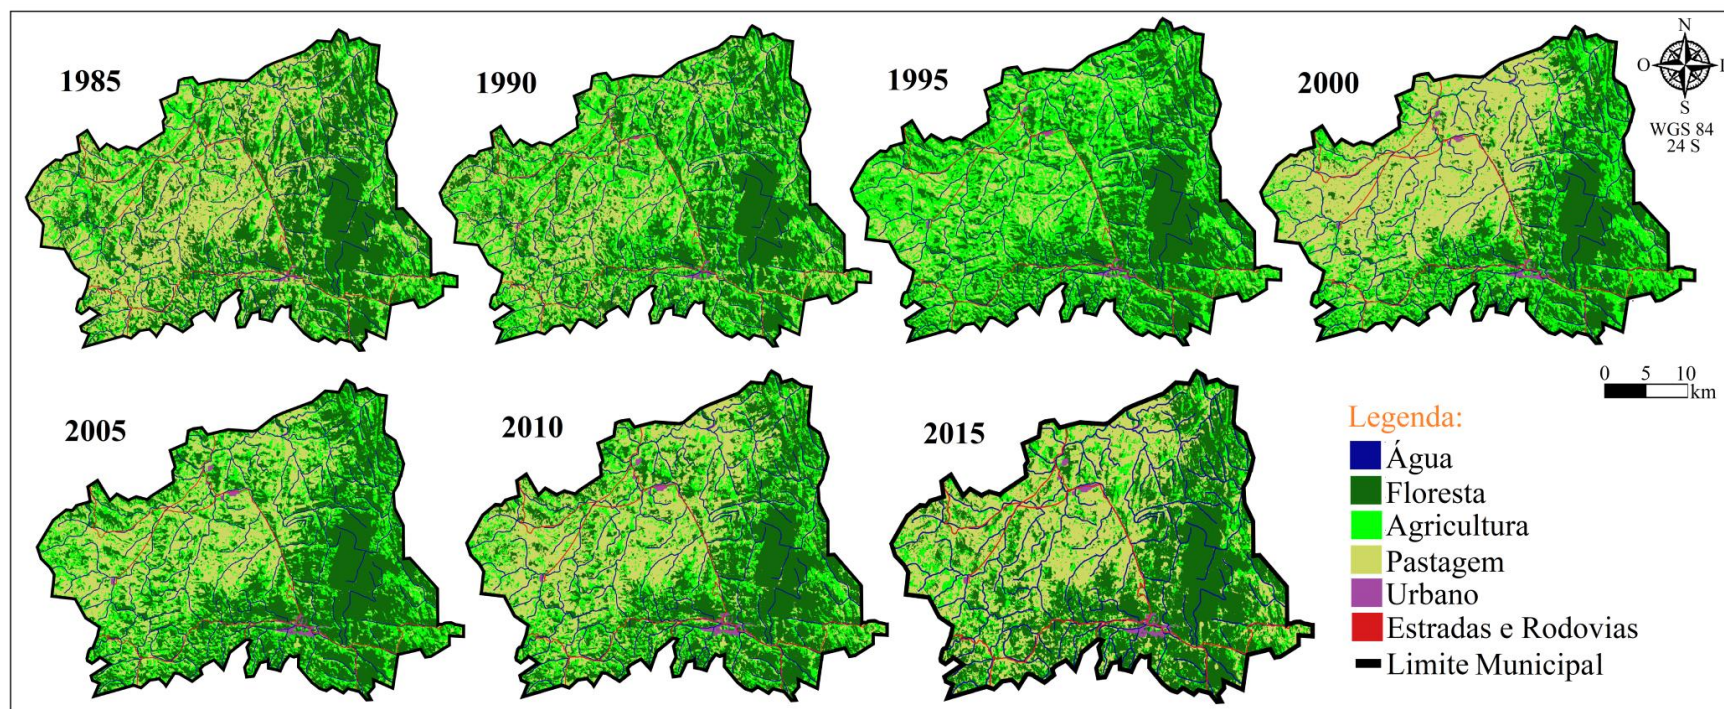 1985
1990
1995
2000
N
O
L
S
WGS 84
24 S
2005
2010
2015
0 5 10
km
Legenda:
Água
Floresta
Agricultura
Pastagem
Urbano
Estradas e Rodovias
Limite Municipal